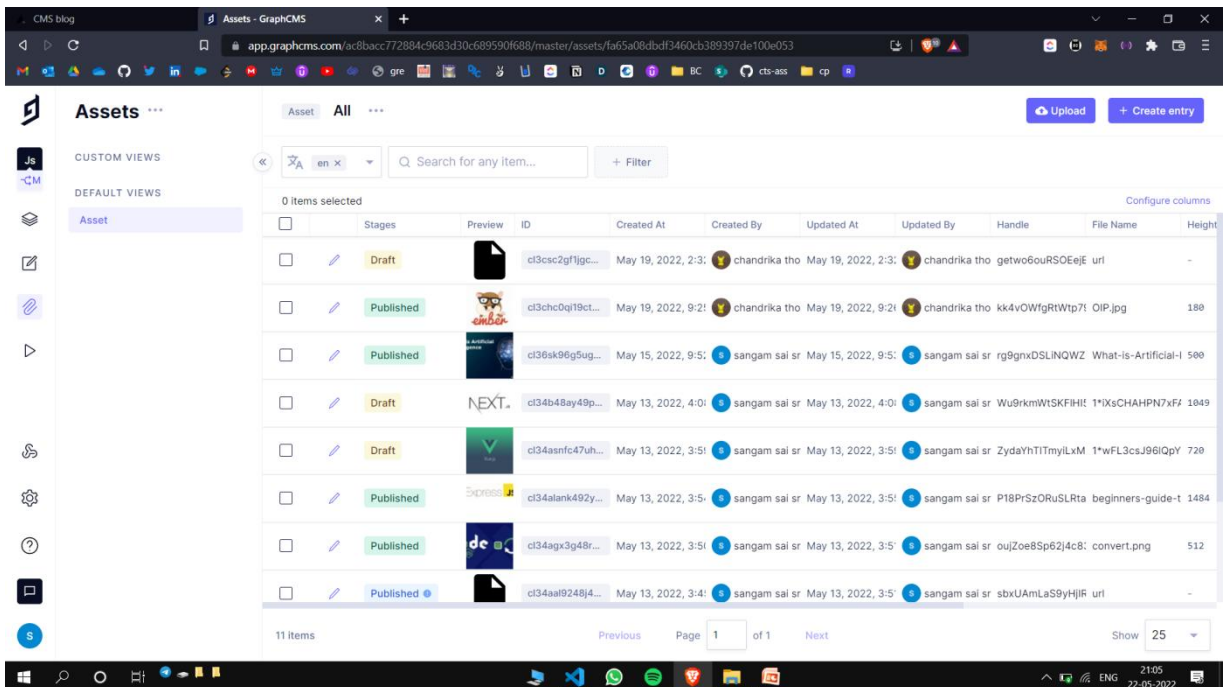 CMS blog
Assets - GraphCMS
app.graphcms.com/ac8bacc772884c9683d30c689590f688/master/assets/fa65a08dbdf3460cb389397de100e053
gre
BC
cts-ass
cp
Assets
CUSTOM VIEWS
DEFAULT VIEWS
Asset
Js
M
Asset All
Upload
+ Create entry
en ×
Search for any item...
+ Filter
0 items selected
Configure columns
Stages Preview ID Created At Created By Updated At Updated By Handle File Name Height
Draft cl3csc2gf1jgc... May 19, 2022, 2:3 chandrika tho May 19, 2022, 2:3 chandrika tho getwo6ouRSOEejE url -
Published ember cl3chc0qi19ct... May 19, 2022, 9:2 chandrika tho May 19, 2022, 9:2 chandrika tho kk4vOWfgRtWtp7 OIP.jpg 180
Published cl36sk96g5ug... May 15, 2022, 9:5 sangam sai sr May 15, 2022, 9:5 sangam sai sr rg9gnxDSLiNQWZ What-is-Artificial-I 500
Draft NEXT. cl34b48ay49p... May 13, 2022, 4:0 sangam sai sr May 13, 2022, 4:0 sangam sai sr Wu9rkmWtSKFIHI 1*iXsCHAHPN7xF 1049
Draft cl34asnfc47uh... May 13, 2022, 3:5 sangam sai sr May 13, 2022, 3:5 sangam sai sr ZydaYhTITmyiLxM 1*wFL3csJ96IQpY 720
Published Express JS cl34alank492y... May 13, 2022, 3:5 sangam sai sr May 13, 2022, 3:5 sangam sai sr P18PrSzORuSLRta beginners-guide-t 1484
Published de cl34agx3g48r... May 13, 2022, 3:5 sangam sai sr May 13, 2022, 3:5 sangam sai sr oujZoe8Sp62j4c8 convert.png 512
Published cl34aal9248j4... May 13, 2022, 3:4 sangam sai sr May 13, 2022, 3:5 sangam sai sr sbxUAmLaS9yHjlR url -
S
11 items
Previous Page 1 of 1 Next
Show 25
ENG
21:05
22-05-2022